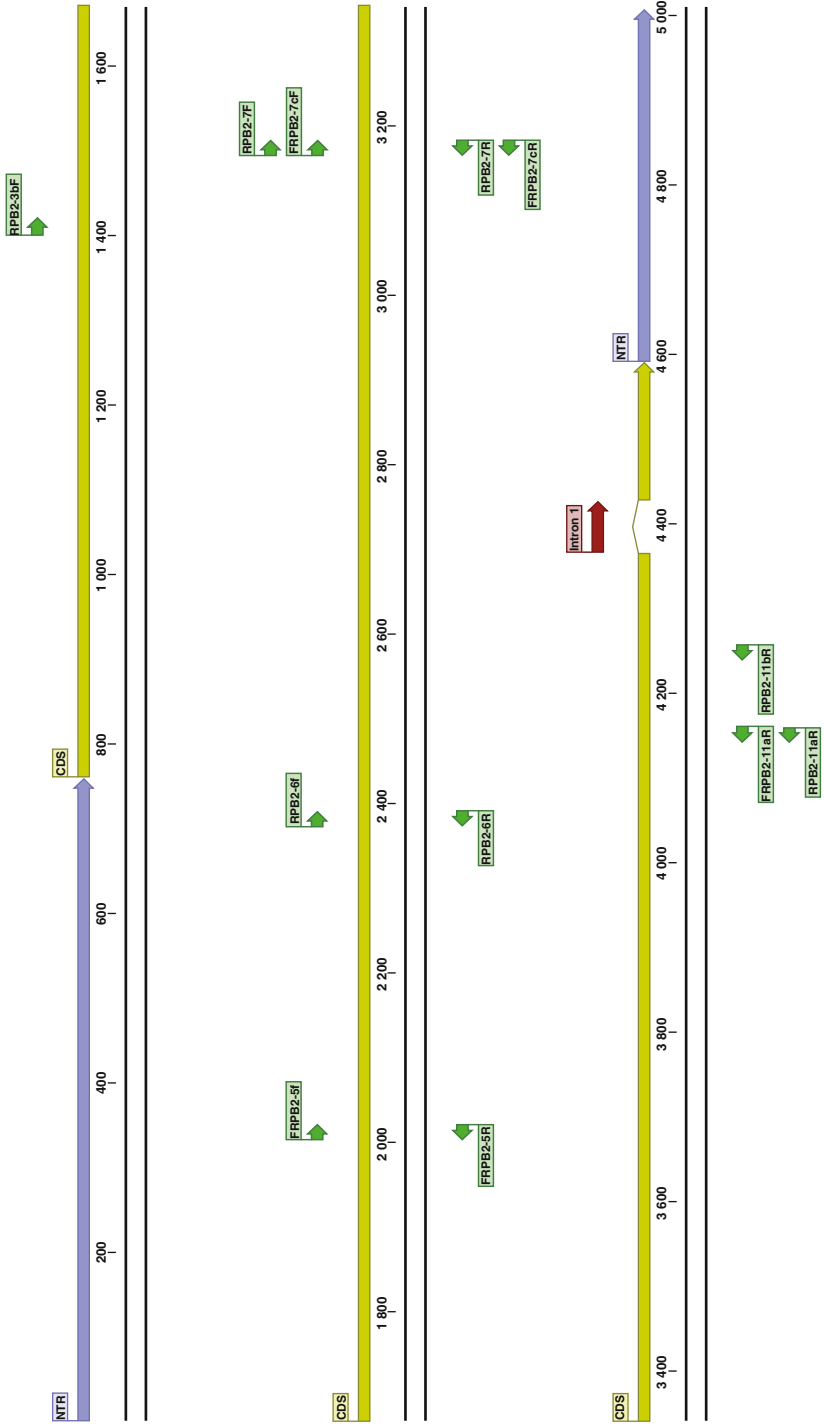 RPB2-3bF
NTR
CDS
200
400
600
800
1 000
1 200
1 400
1 600
RPB2-7F
FRPB2-5f
RPB2-6f
FRPB2-7cF
CDS
1 800
2 000
2 200
2 400
2 600
2 800
3 000
3 200
FRPB2-5R
RPB2-6R
RPB2-7R
FRPB2-7cR
Intron 1
CDS
NTR
3 400
3 600
3 800
4 000
4 200
4 400
4 600
4 800
5 000
FRPB2-11aR
RPB2-11bR
RPB2-11aR